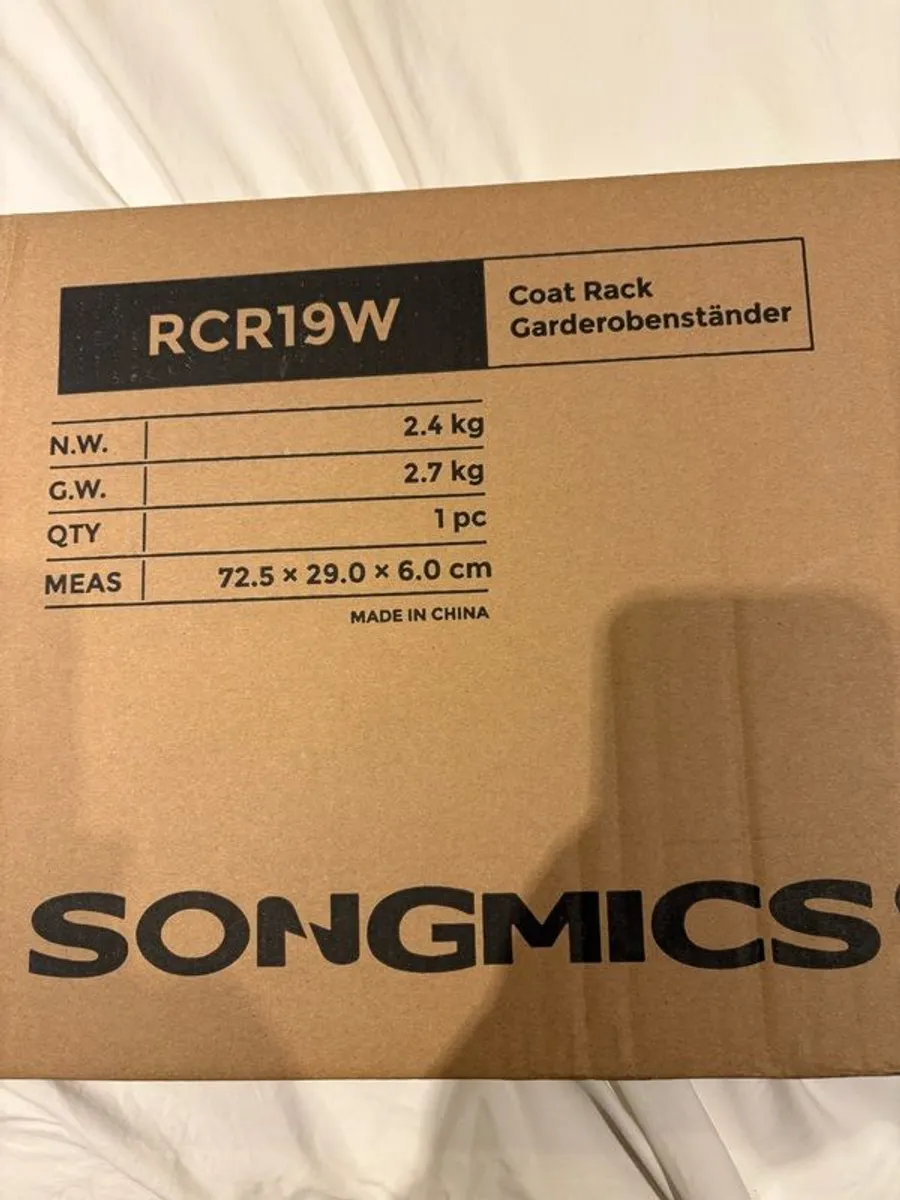 RCR19W
Coat Rack
Garderobenständer
N.W. 2.4 kg
G.W. 2.7 kg
QTY 1 pc
MEAS 72.5 × 29.0 × 6.0 cm
MADE IN CHINA
SONGMICS